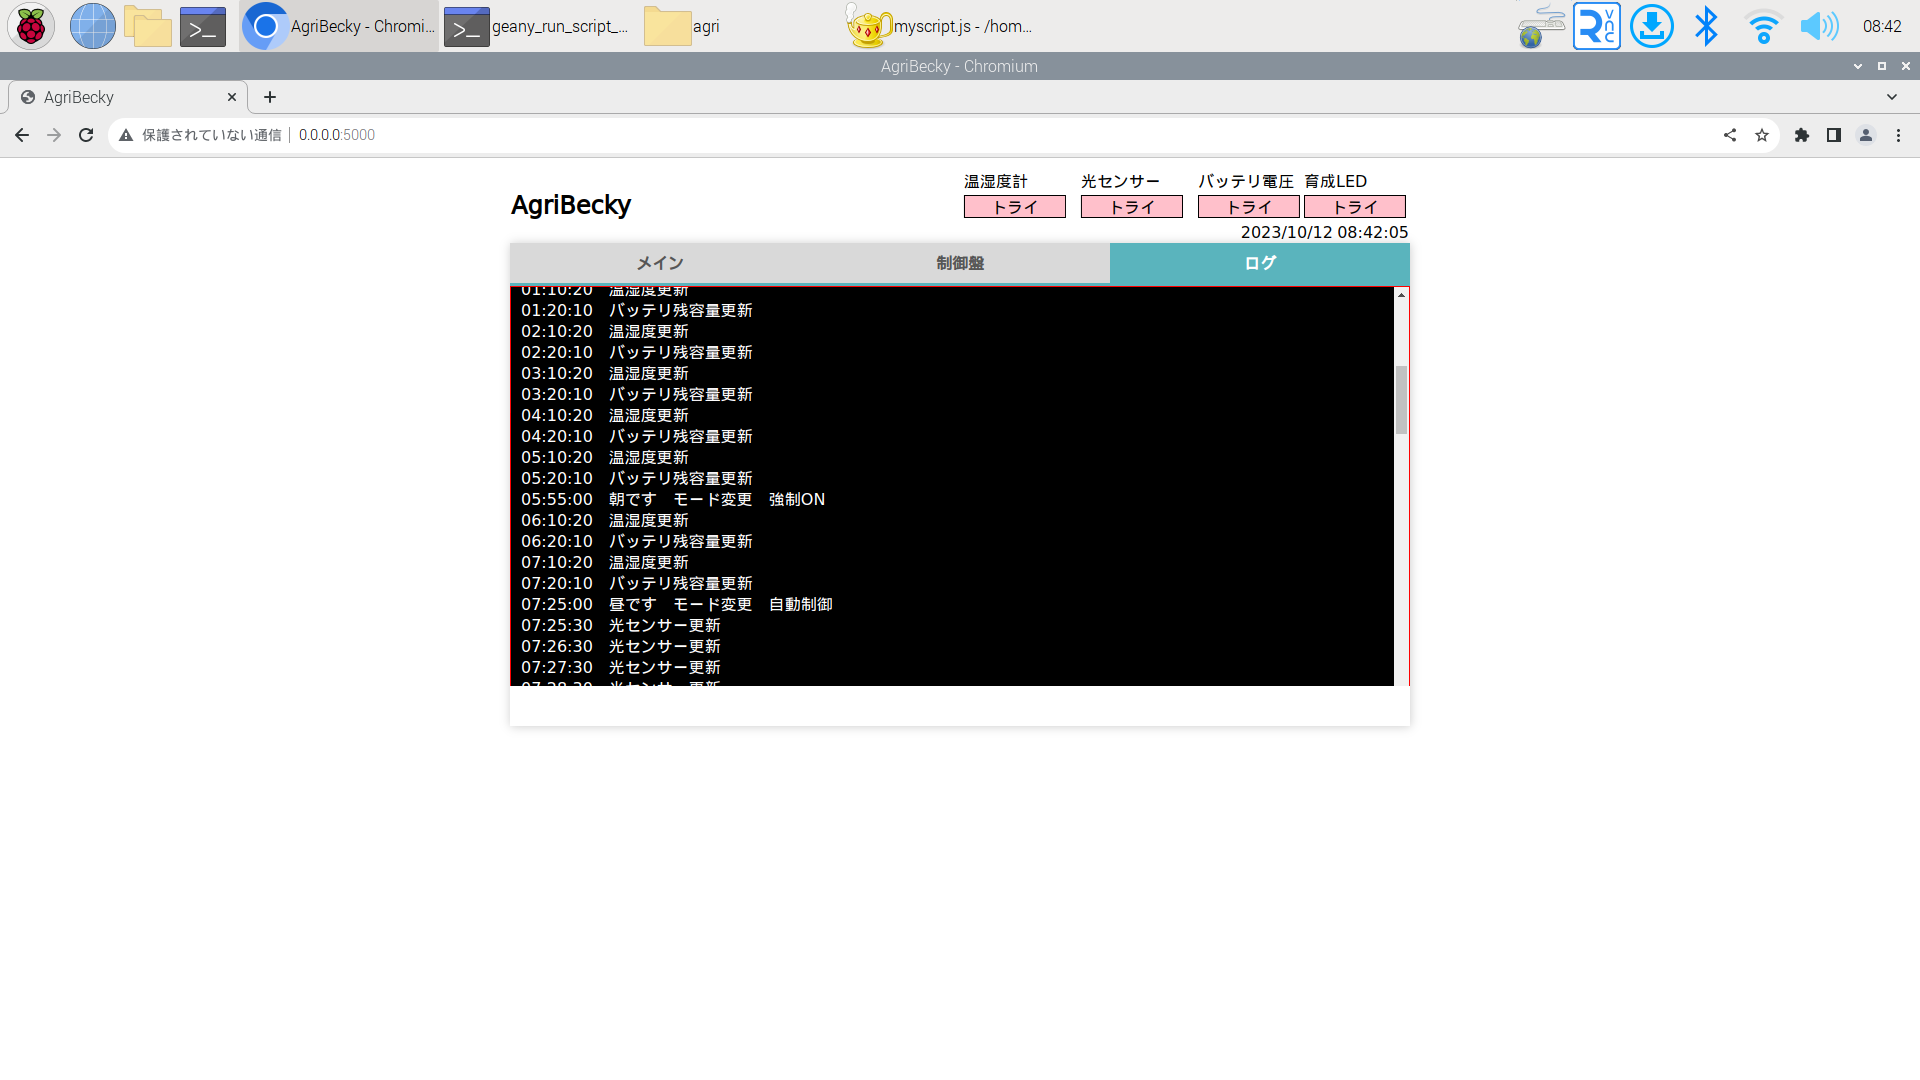 AgriBecky - Chromi...
geany_run_script_...
agri
myscript.js - /hom...
VNC
08:42
AgriBecky - Chromium
AgriBecky
保護されていない通信 | 0.0.0.0:5000
温湿度計 光センサー バッテリ電圧 育成LED
AgriBecky
トライ トライ トライ トライ
2023/10/12 08:42:05
メイン 制御盤 ログ
01:10:20 温湿度更新
01:20:10 バッテリ残容量更新
02:10:20 温湿度更新
02:20:10 バッテリ残容量更新
03:10:20 温湿度更新
03:20:10 バッテリ残容量更新
04:10:20 温湿度更新
04:20:10 バッテリ残容量更新
05:10:20 温湿度更新
05:20:10 バッテリ残容量更新
05:55:00 朝です モード変更 強制ON
06:10:20 温湿度更新
06:20:10 バッテリ残容量更新
07:10:20 温湿度更新
07:20:10 バッテリ残容量更新
07:25:00 昼です モード変更 自動制御
07:25:30 光センサー更新
07:26:30 光センサー更新
07:27:30 光センサー更新
07:28:30 光センサー更新